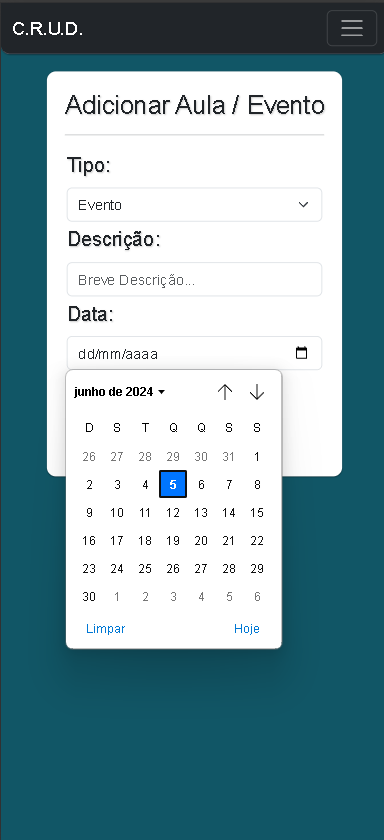 C.R.U.D.
Adicionar Aula / Evento
Tipo:
Evento
Descrição:
Breve Descrição...
Data:
dd/mm/aaaa
junho de 2024
D S T Q Q S S
26 27 28 29 30 31 1
2 3 4 5 6 7 8
9 10 11 12 13 14 15
16 17 18 19 20 21 22
23 24 25 26 27 28 29
30 1 2 3 4 5 6
Limpar Hoje